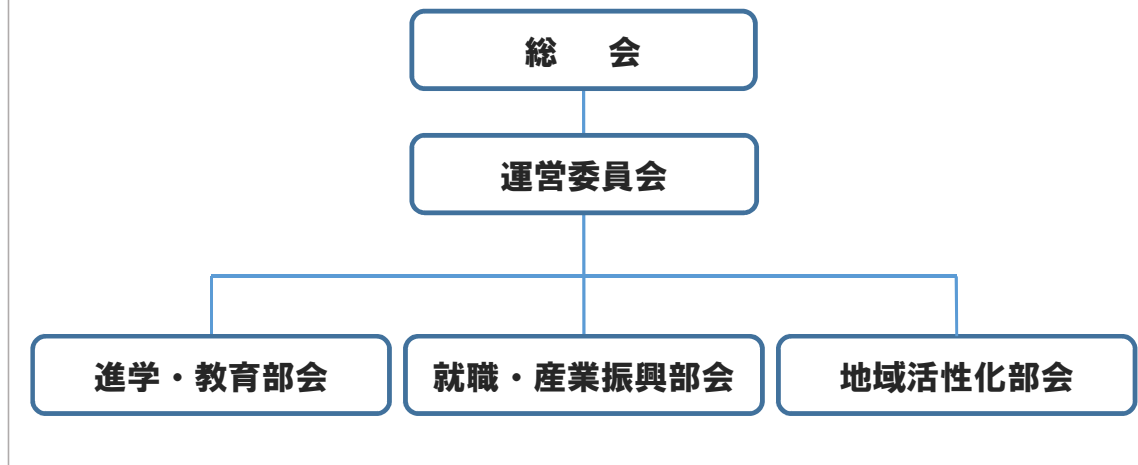 総　会
運営委員会
進学・教育部会
就職・産業振興部会
地域活性化部会